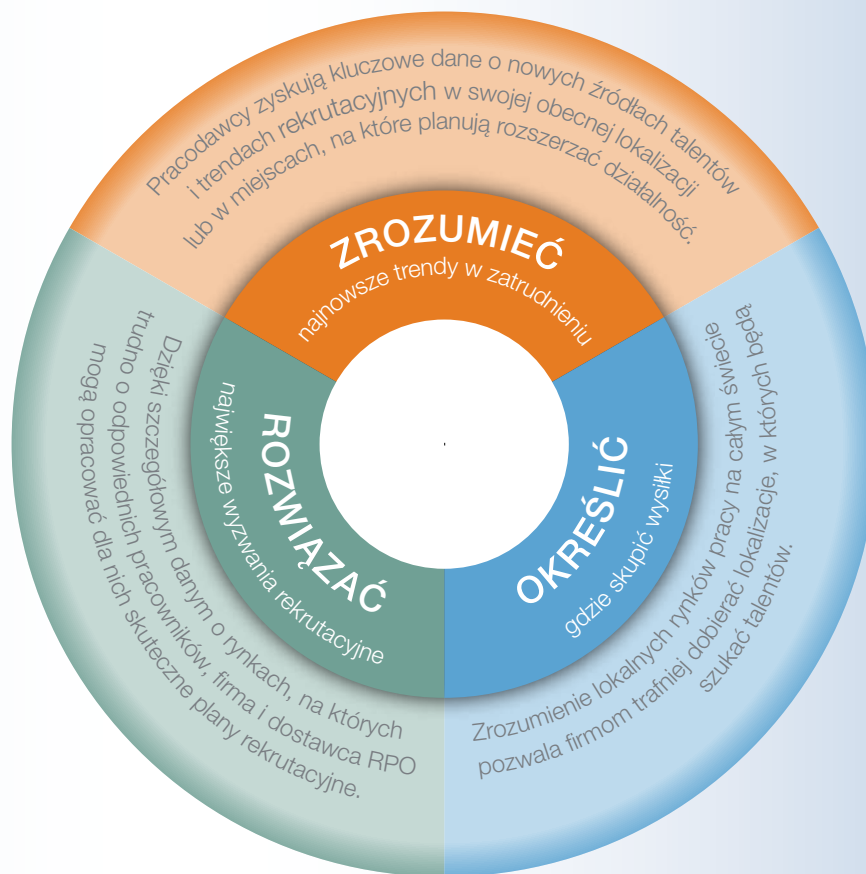 Pracodawcy zyskują kluczowe dane o nowych źródłach talentów
i trendach rekrutacyjnych w swojej obecnej lokalizacji
lub w miejscach, na które planują rozszerzać działalność.
ZROZUMIEĆ
najnowsze trendy w zatrudnieniu
OKREŚLIĆ
gdzie skupić wysiłki
Zrozumienie lokalnych rynków pracy na całym świecie
pozwala firmom trafniej dobierać lokalizacje, w których będą,
szukać talentów.
ROZWIĄZAĆ
największe wyzwania rekrutacyjne
Dzięki szczegółowym danym o rynkach, na których
trudno o odpowiednich pracowników, firma i dostawca RPO
mogą opracować dla nich skuteczne plany rekrutacyjne.